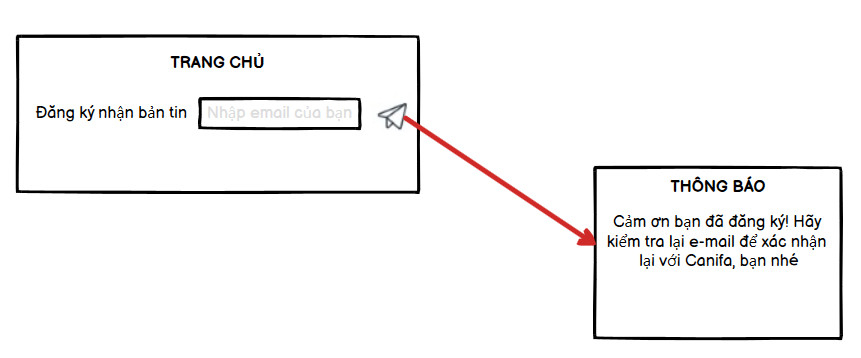 TRANG CHỦ
Đăng ký nhận bản tin Nhập email của bạn
THÔNG BÁO
Cảm ơn bạn đã đăng ký! Hãy
kiểm tra lại e-mail để xác nhận
lại với Canifa, bạn nhé